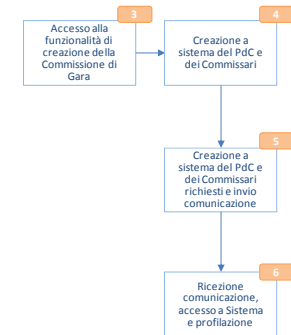 3
Accesso alla
funzionalità di
creazione della
Commissione di
Gara
4
Creazione a
sistema del PdC e
dei Commissari
5
Creazione a
sistema del PdC e
dei Commissari
richiesti e invio
comunicazione
6
Ricezione
comunicazione,
accesso a Sistema
e profilazione